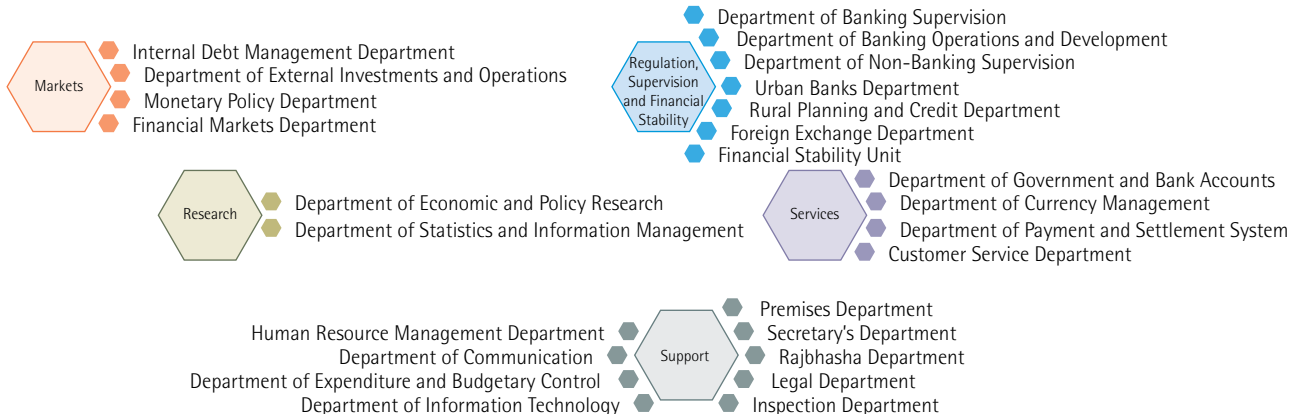 Markets
Internal Debt Management Department
Department of External Investments and Operations
Monetary Policy Department
Financial Markets Department
Regulation,
Supervision
and Financial
Stability
Department of Banking Supervision
Department of Banking Operations and Development
Department of Non-Banking Supervision
Urban Banks Department
Rural Planning and Credit Department
Foreign Exchange Department
Financial Stability Unit
Research
Department of Economic and Policy Research
Department of Statistics and Information Management
Services
Department of Government and Bank Accounts
Department of Currency Management
Department of Payment and Settlement System
Customer Service Department
Human Resource Management Department
Department of Communication
Department of Expenditure and Budgetary Control
Department of Information Technology
Support
Premises Department
Secretary's Department
Rajbhasha Department
Legal Department
Inspection Department